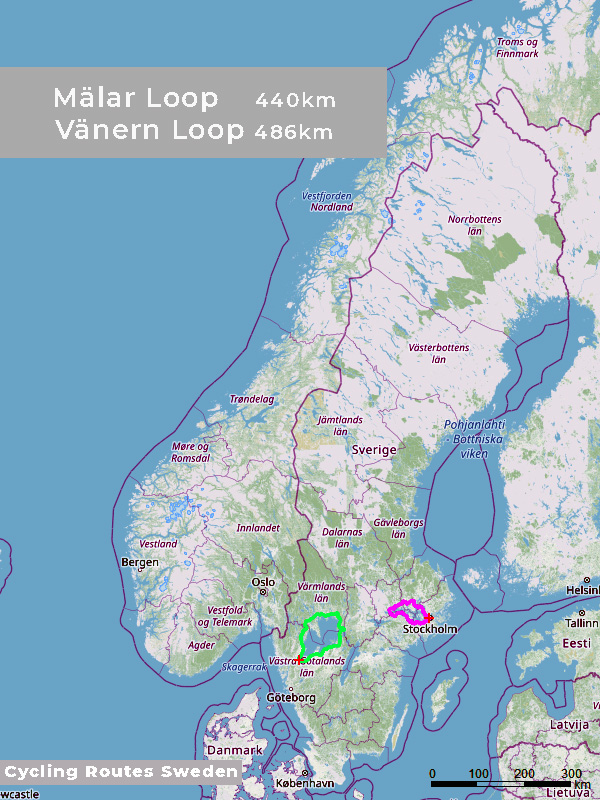 Troms og
Finnmark
Mälar Loop 440km
Vänern Loop 486km
Vestfjorden
Nordland
Norrbottens
län
Västerbottens
län
Trøndelag
Jämtlands
län
Pohjanlahti
- Bottniska
viken
Sverige
Møre og
Romsdal
Gävleborgs
län
Innlandet
Dalarnas
län
Vestland
Bergen
Oslo
Värmlands
län
Helsin
Vestfold
og Telemark
Stockholm
Tallinn
Agder
Eesti
Skagerrak
Västra Götalands
län
Göteborg
Latvija
Danmark
Cycling Routes Sweden
København
0 100 200 300
km
wcastle
Lietuva